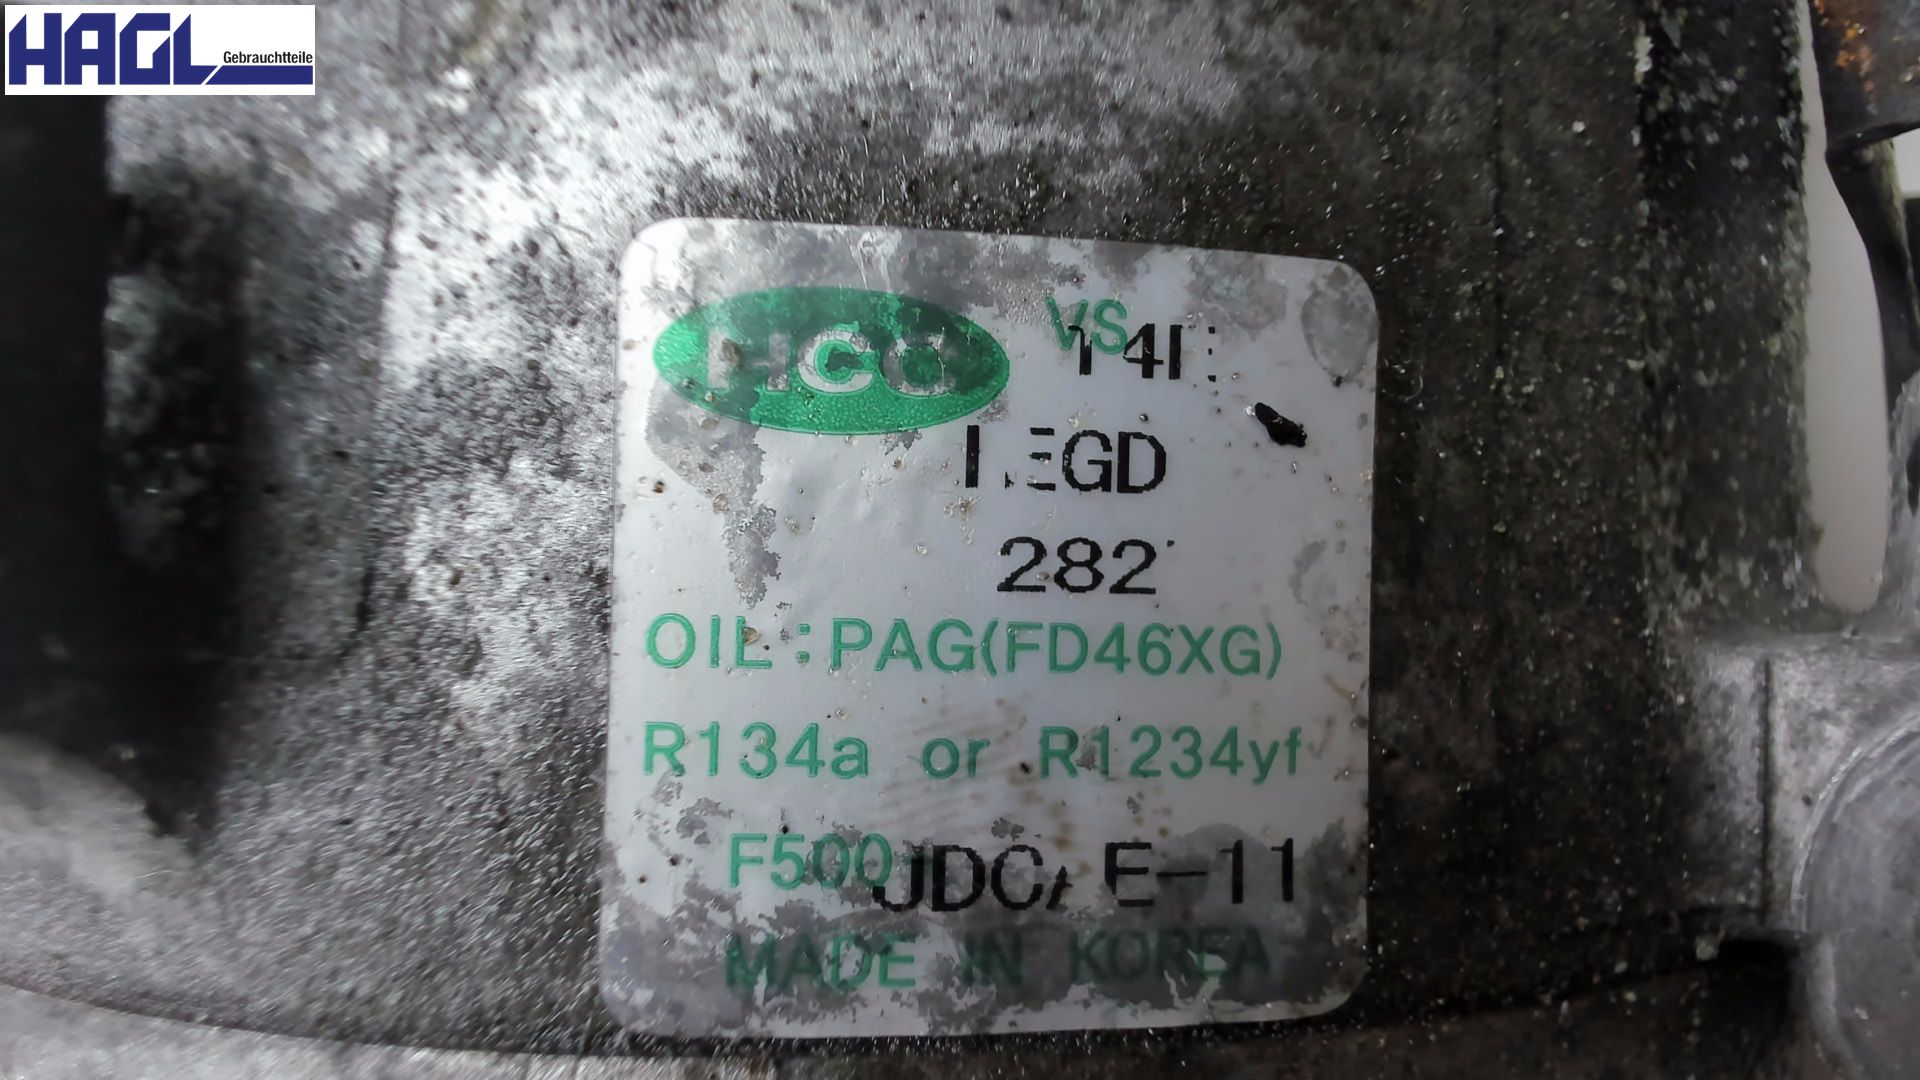 HAGL Gebrauchtteile
HCC
VS
EGD
282
OIL : PAG(FD46XG)
R134a or R1234yf
F500
E-11
MADE IN KOREA